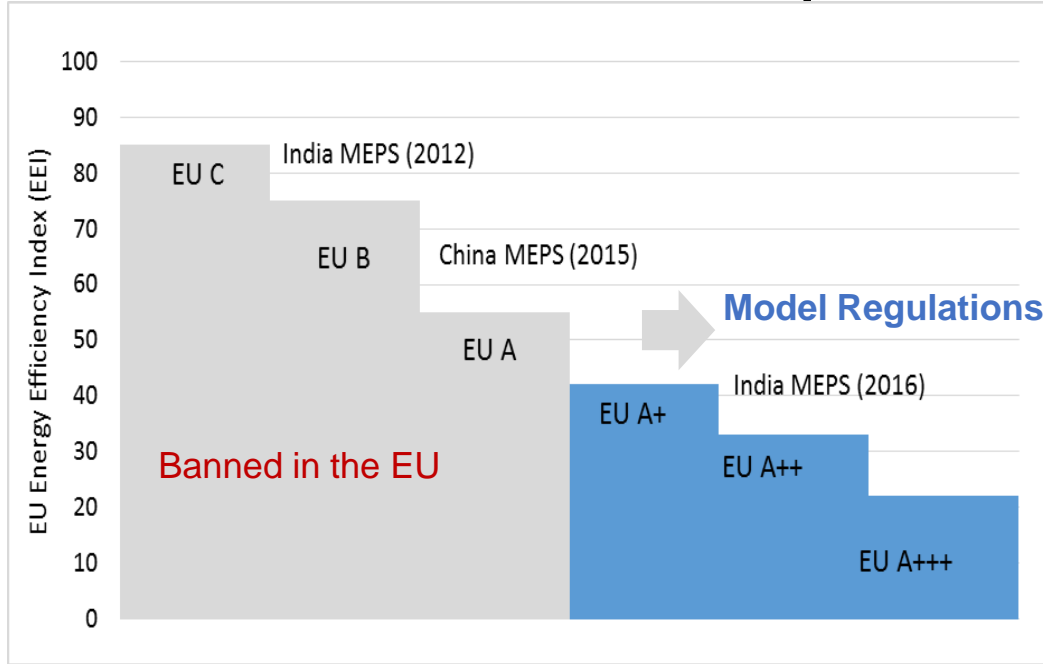 100
90
80
70
60
50
40
30
20
10
0
EU Energy Efficiency Index (EEI)
EU C
India MEPS (2012)
EU B
China MEPS (2015)
EU A
Model Regulations
EU A+
India MEPS (2016)
EU A++
EU A+++
Banned in the EU